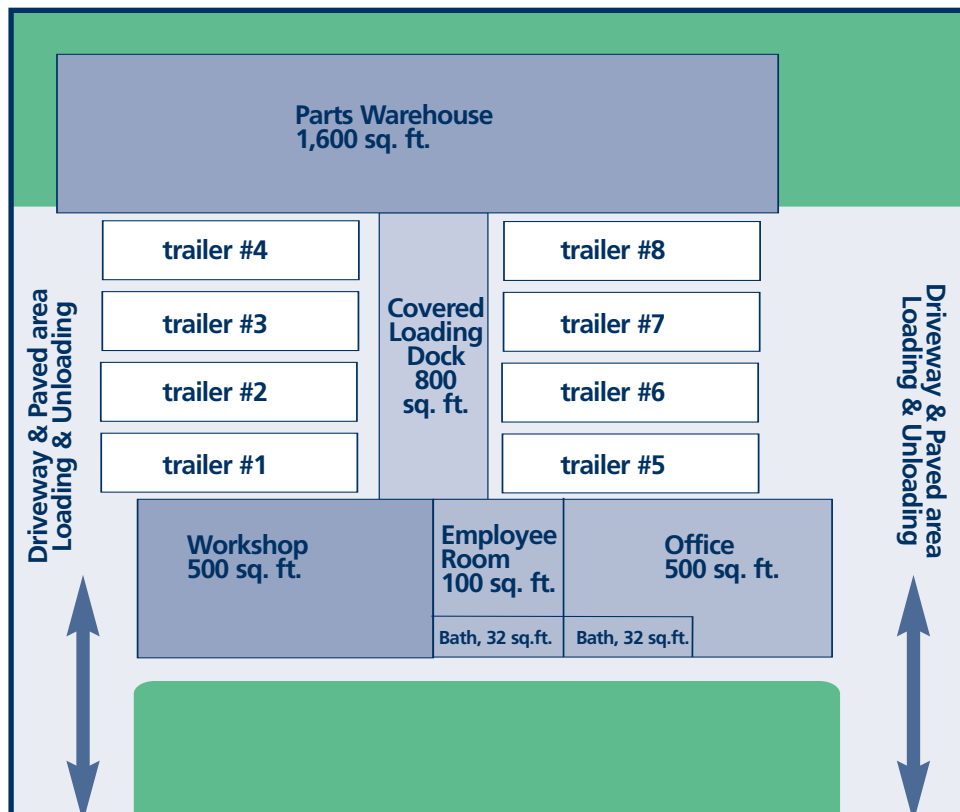 Parts Warehouse
1,600 sq. ft.
trailer #4
trailer #3
trailer #2
trailer #1
Covered
Loading
Dock
800
sq. ft.
trailer #8
trailer #7
trailer #6
trailer #5
Driveway & Paved area
Loading & Unloading
Driveway & Paved area
Loading & Unloading
Workshop
500 sq. ft.
Employee
Room
100 sq. ft.
Office
500 sq. ft.
Bath, 32 sq.ft.
Bath, 32 sq.ft.